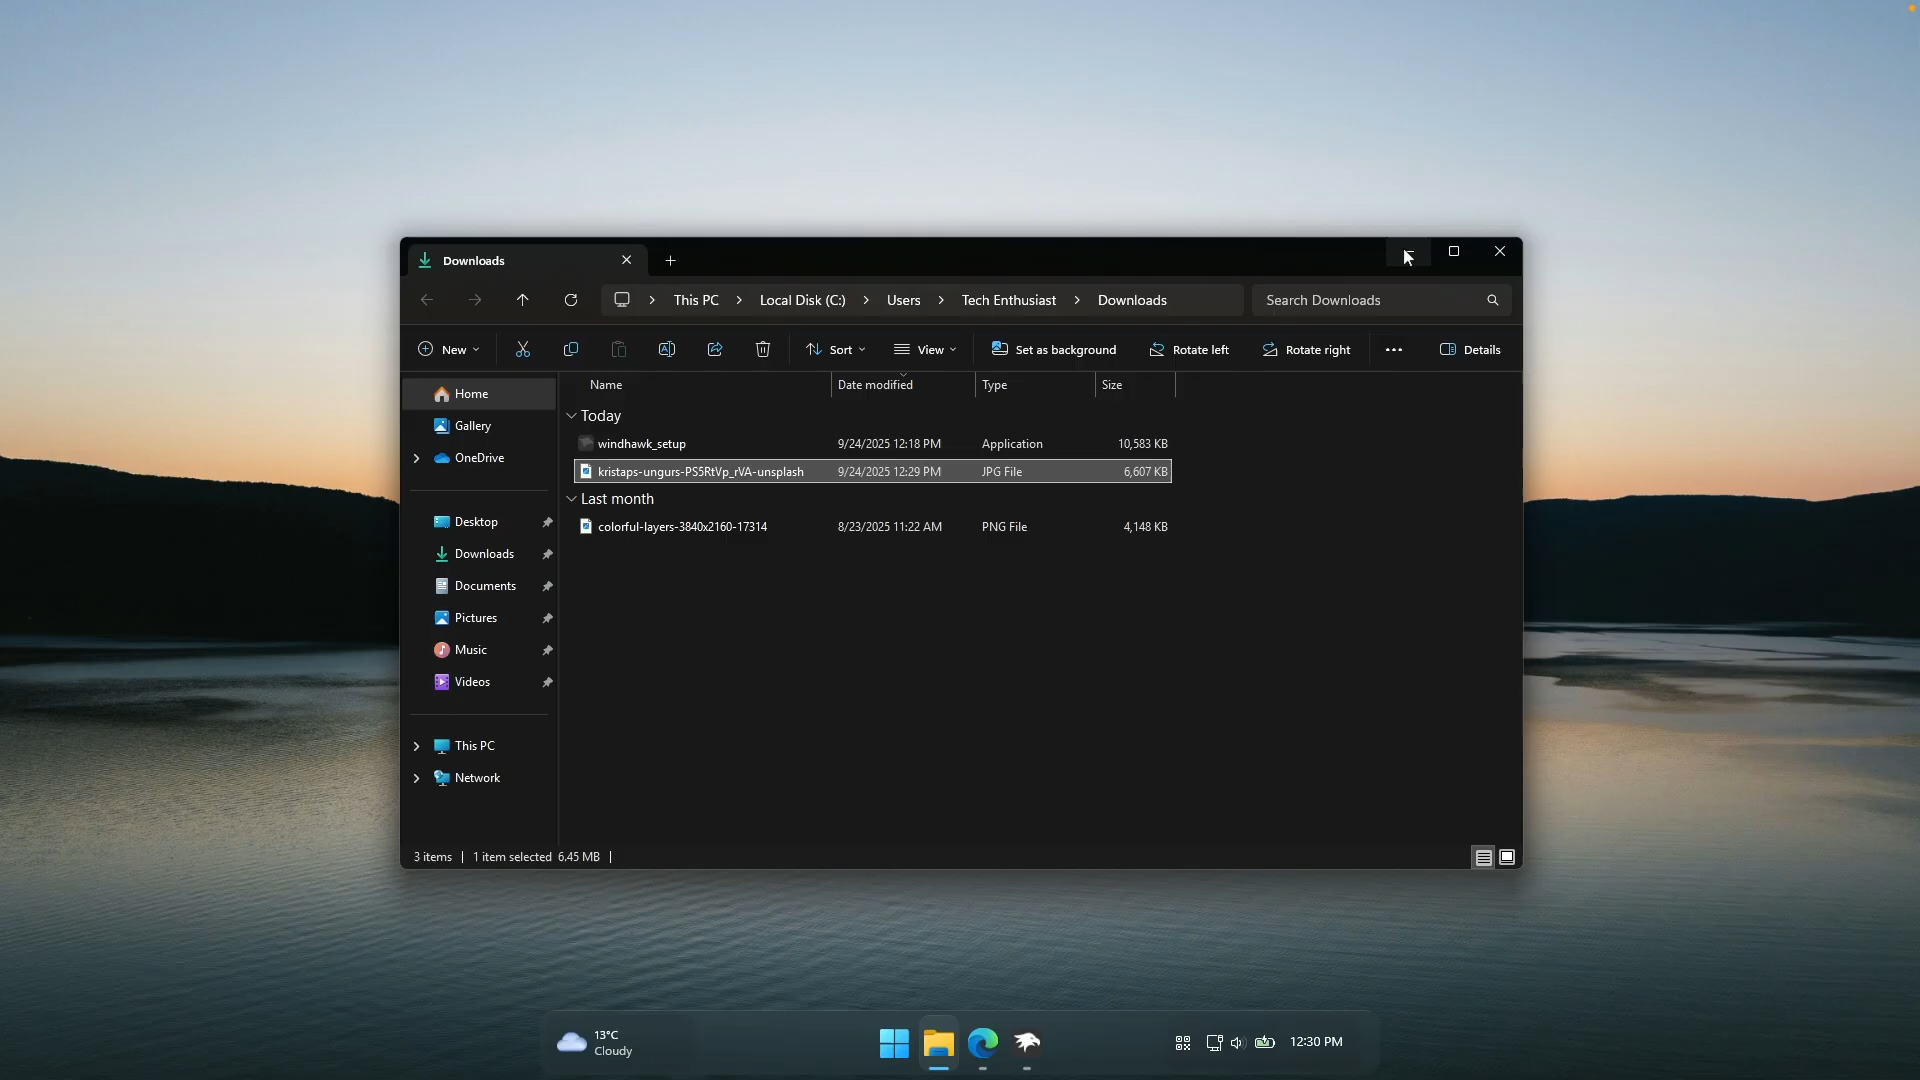 Downloads
This PC Local Disk (C:) Users Tech Enthusiast Downloads Search Downloads
New Sort View Set as background Rotate left Rotate right Details
Home
Gallery
OneDrive
Desktop
Downloads
Documents
Pictures
Music
Videos
This PC
Network
Name Date modified Type Size
Today
windhawk_setup 9/24/2025 12:18 PM Application 10,583 KB
kristaps-ungurs-PS5RtVp_rVA-unsplash 9/24/2025 12:29 PM JPG File 6,607 KB
Last month
colorful-layers-3840x2160-17314 8/23/2025 11:22 AM PNG File 4,148 KB
3 items 1 item selected 6.45 MB
13°C
Cloudy
12:30 PM